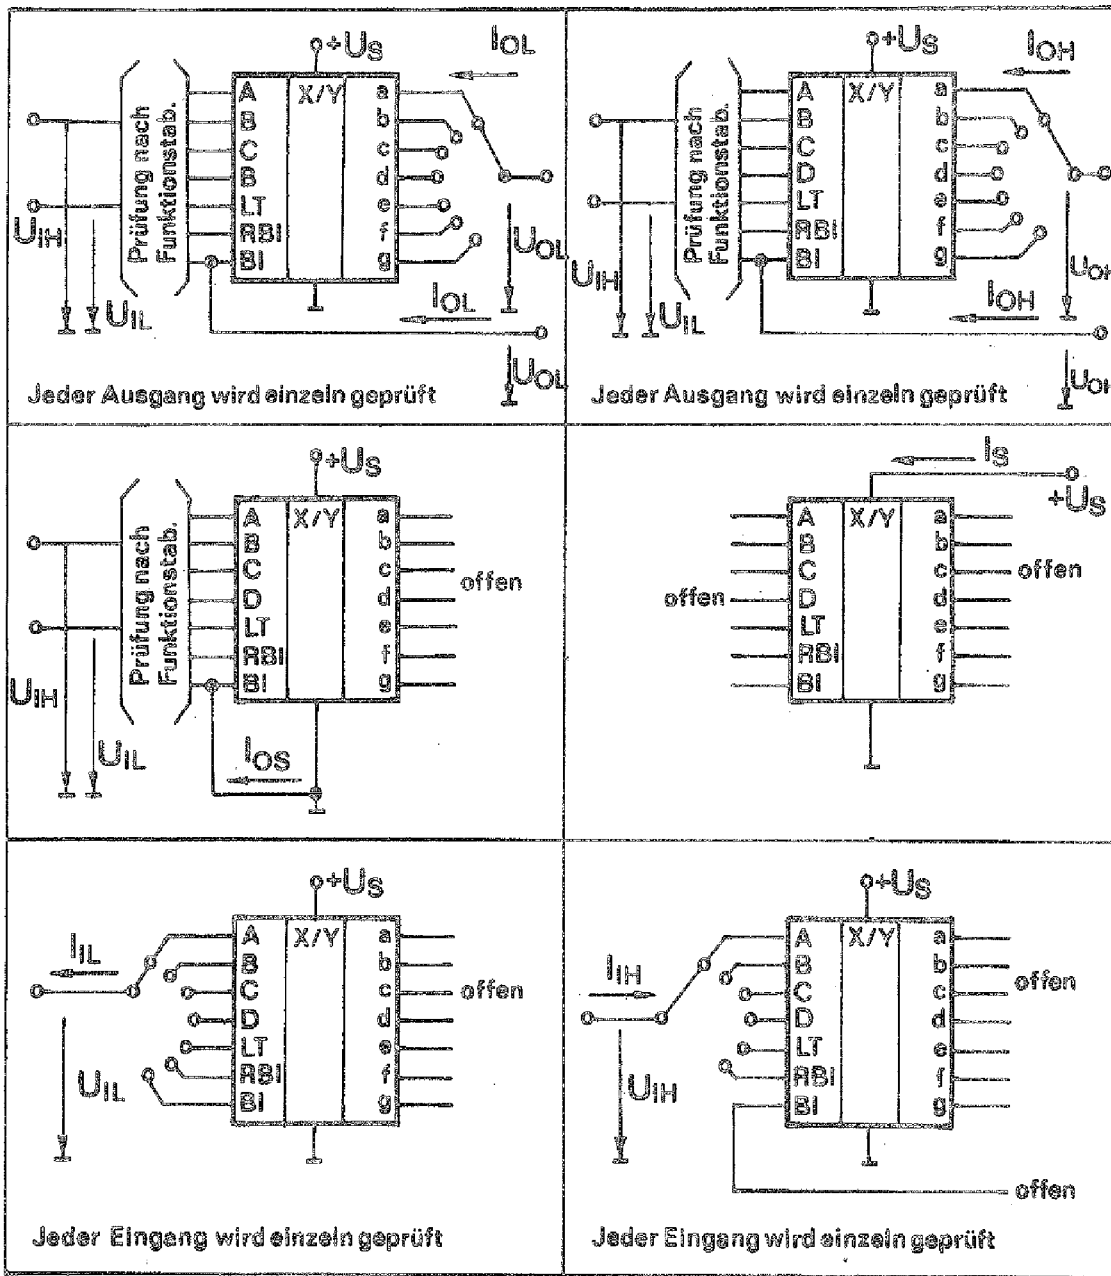 +US
IOL
A X/Y a
B b
C c
B d
LT e
RBI f
BI g
Prüfung nach
Funktionstab.
UIH
UIL
UOL
IOL
UOL
Jeder Ausgang wird einzeln geprüft
+US
IOH
A X/Y a
B b
C c
D d
LT e
RBI f
BI g
Prüfung nach
Funktionstab.
UIH
UIL
UOH
IOH
UOH
Jeder Ausgang wird einzeln geprüft
+US
A X/Y a
B b
C c offen
D d
LT e
RBI f
BI g
Prüfung nach
Funktionstab.
UIH
UIL
IOS
IS
+US
A X/Y a
B b
C c offen
offen D d
LT e
RBI f
BI g
+US
A X/Y a
IIL B b
C c offen
D d
LT e
UIL RBI f
BI g
Jeder Eingang wird einzeln geprüft
+US
A X/Y a
IIH B b
C c offen
D d
LT e
UIH RBI f
BI g
offen
Jeder Eingang wird einzeln geprüft